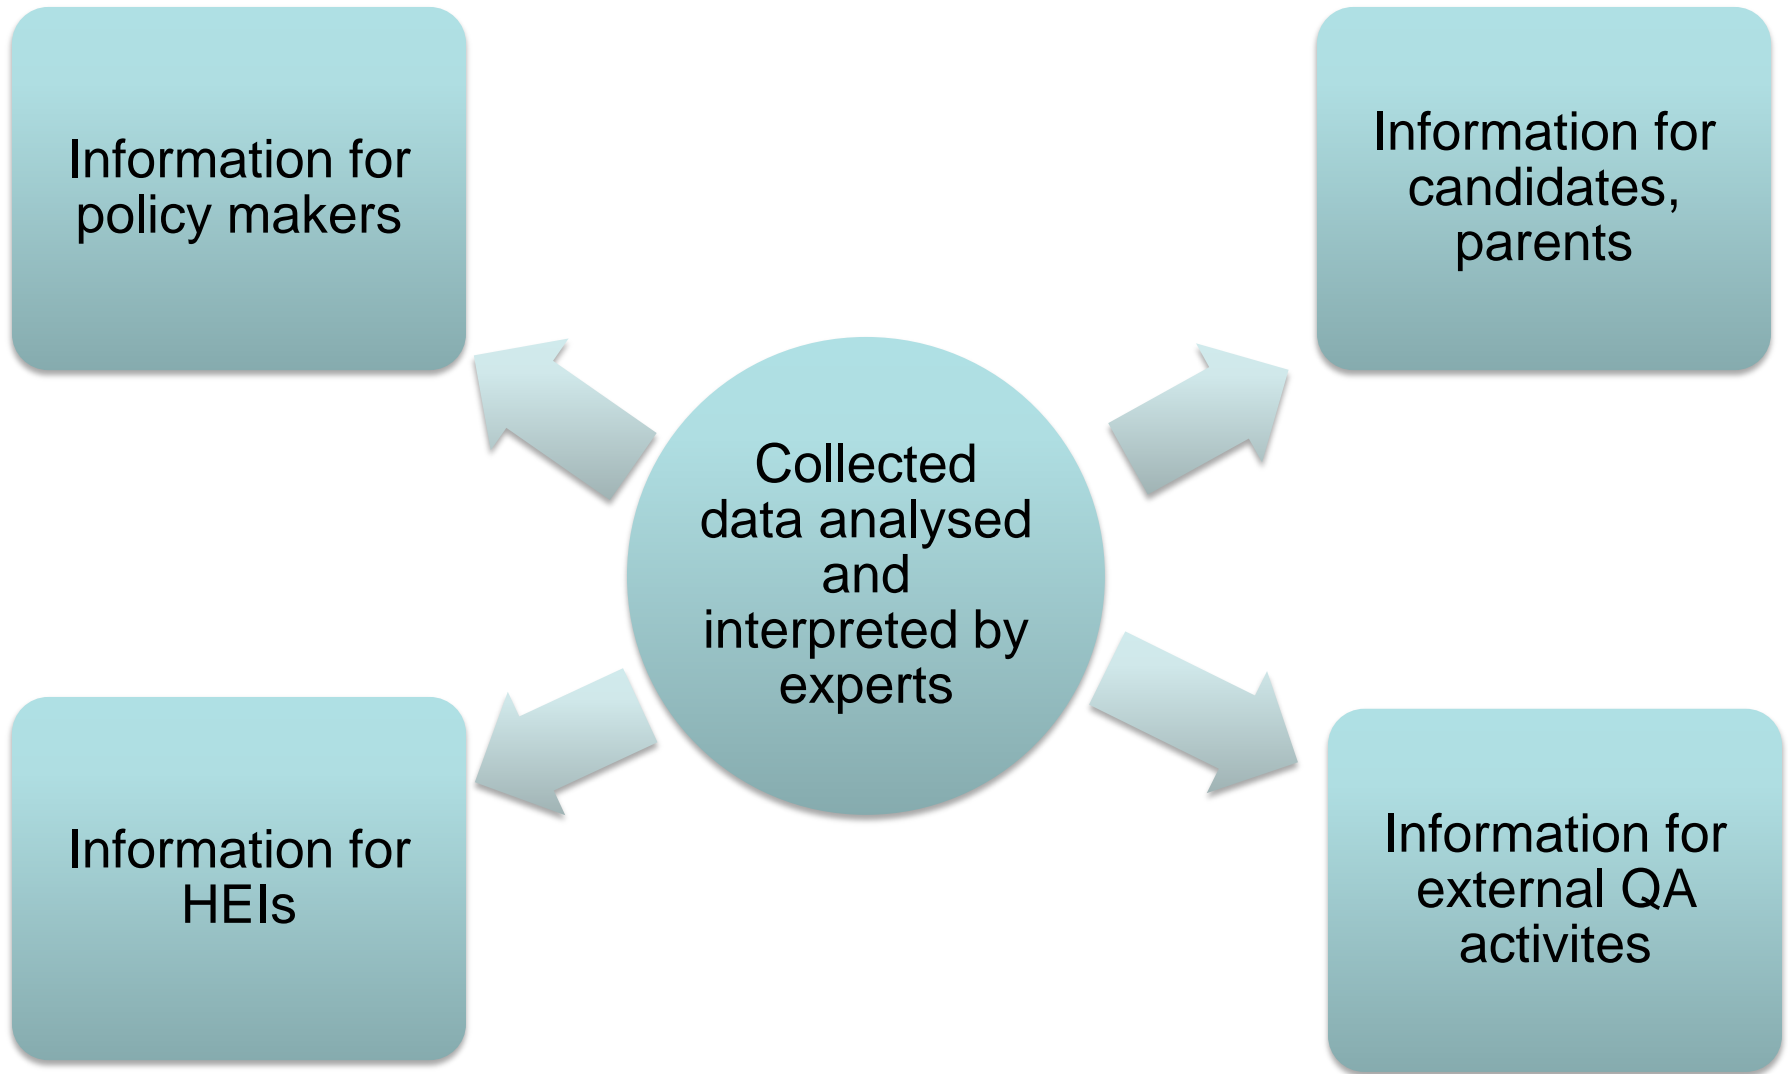 Information for
policy makers
Information for
candidates,
parents
Collected
data analysed
and
interpreted by
experts
Information for
HEIs
Information for
external QA
activites